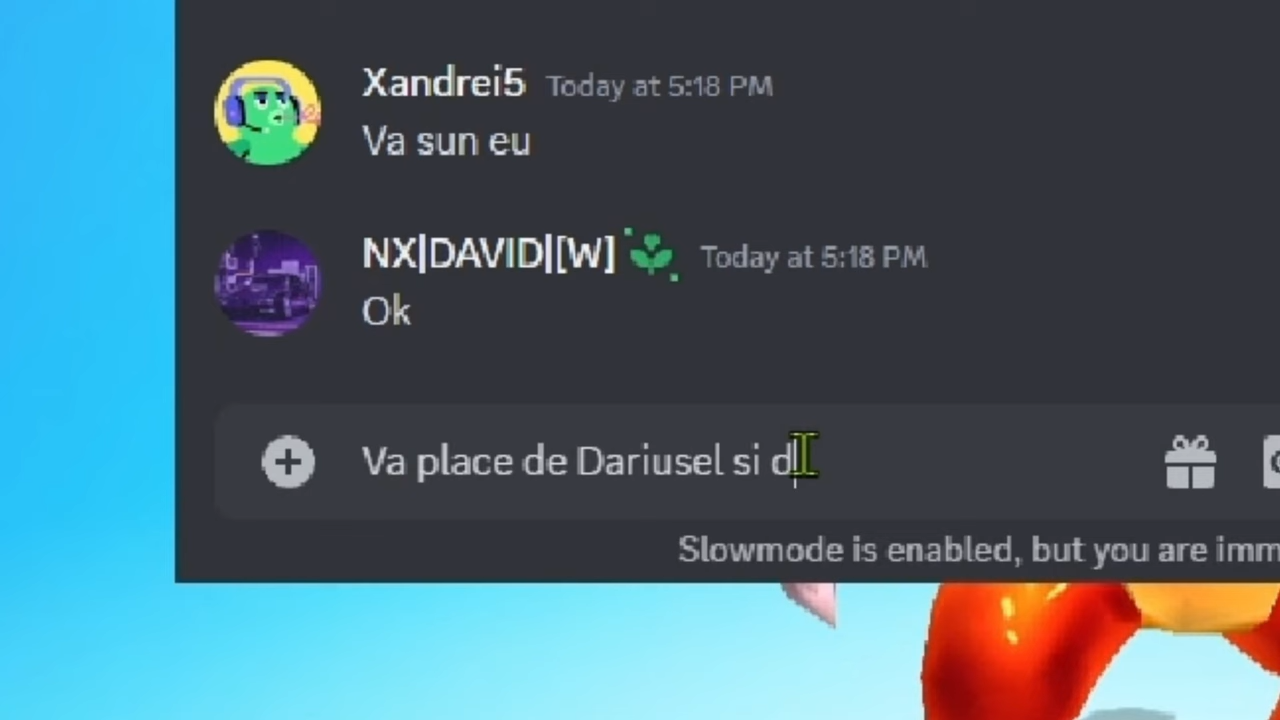 Xandrei5 Today at 5:18 PM
Va sun eu
NX|DAVID|[W] Today at 5:18 PM
Ok
Va place de Dariusel si d
Slowmode is enabled, but you are imm